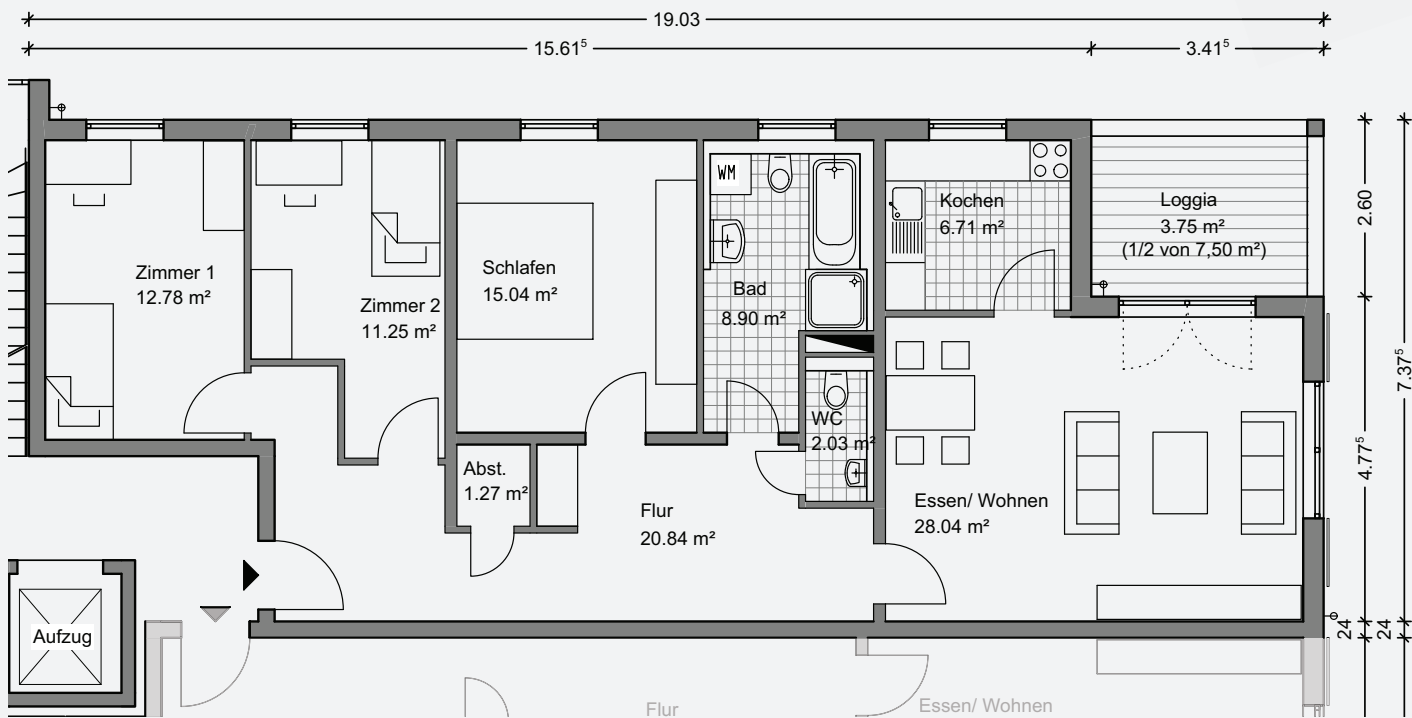 19.03
15.61⁵
3.41⁵
WM
Kochen
6.71 m²
Loggia
3.75 m²
(1/2 von 7,50 m²)
2.60
Zimmer 1
12.78 m²
Schlafen
15.04 m²
Zimmer 2
11.25 m²
Bad
8.90 m²
7.37⁵
WC
2.03 m²
4.77⁵
Abst.
1.27 m²
Essen/ Wohnen
28.04 m²
Flur
20.84 m²
Aufzug
24
24
Flur
Essen/ Wohnen